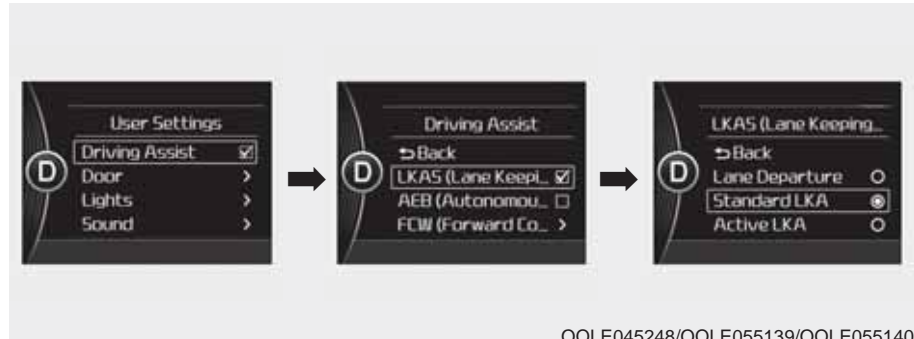 User Settings
Driving Assist
Door
Lights
Sound
D
Driving Assist
Back
LKAS (Lane Keepi...
AEB (Autonomou...
FCW (Forward Co...
D
LKAS (Lane Keeping...
Back
Lane Departure
Standard LKA
Active LKA
D
OQLE045248/OQLE055139/OQLE055140